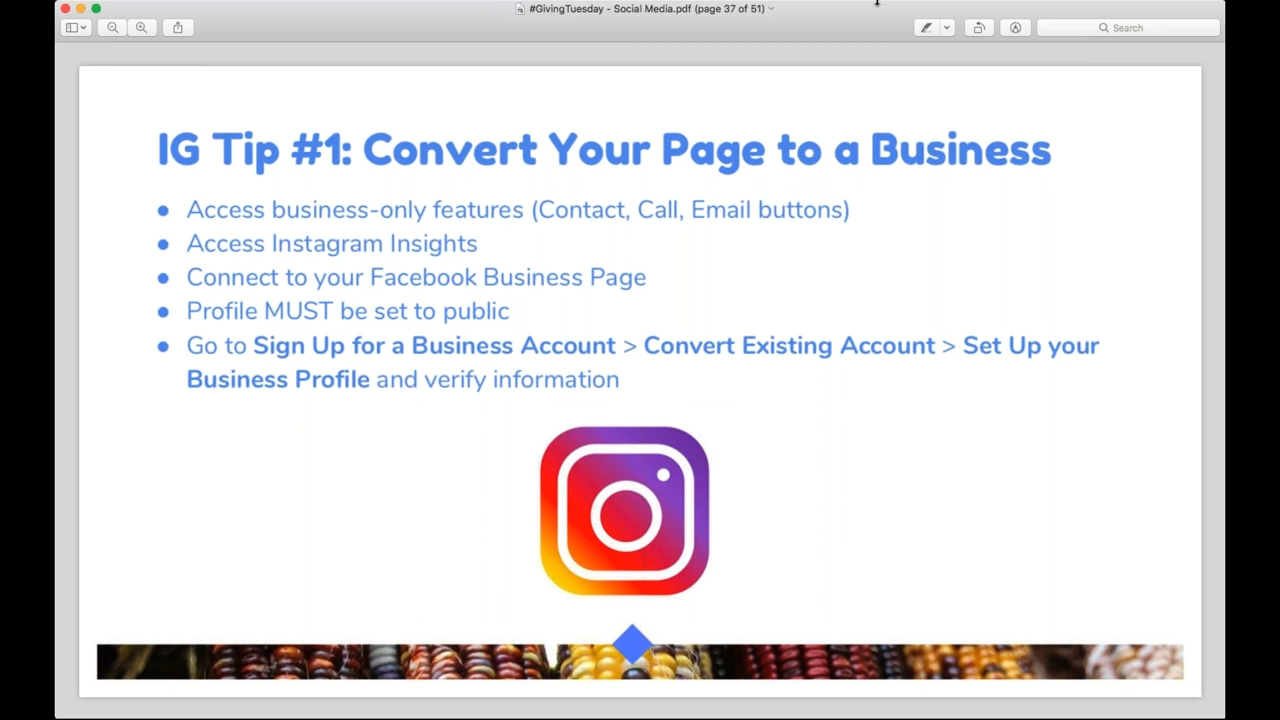 #GivingTuesday - Social Media.pdf (page 37 of 51)
Search
IG Tip #1: Convert Your Page to a Business
● Access business-only features (Contact, Call, Email buttons)
● Access Instagram Insights
● Connect to your Facebook Business Page
● Profile MUST be set to public
● Go to Sign Up for a Business Account > Convert Existing Account > Set Up your
Business Profile and verify information